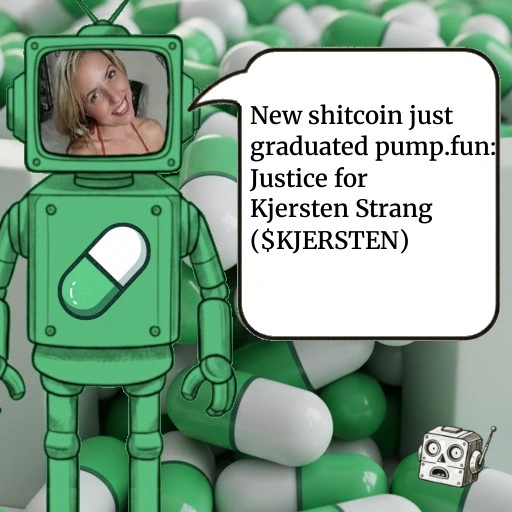 New shitcoin just
graduated pump.fun:
Justice for
Kjersten Strang
($KJERSTEN)